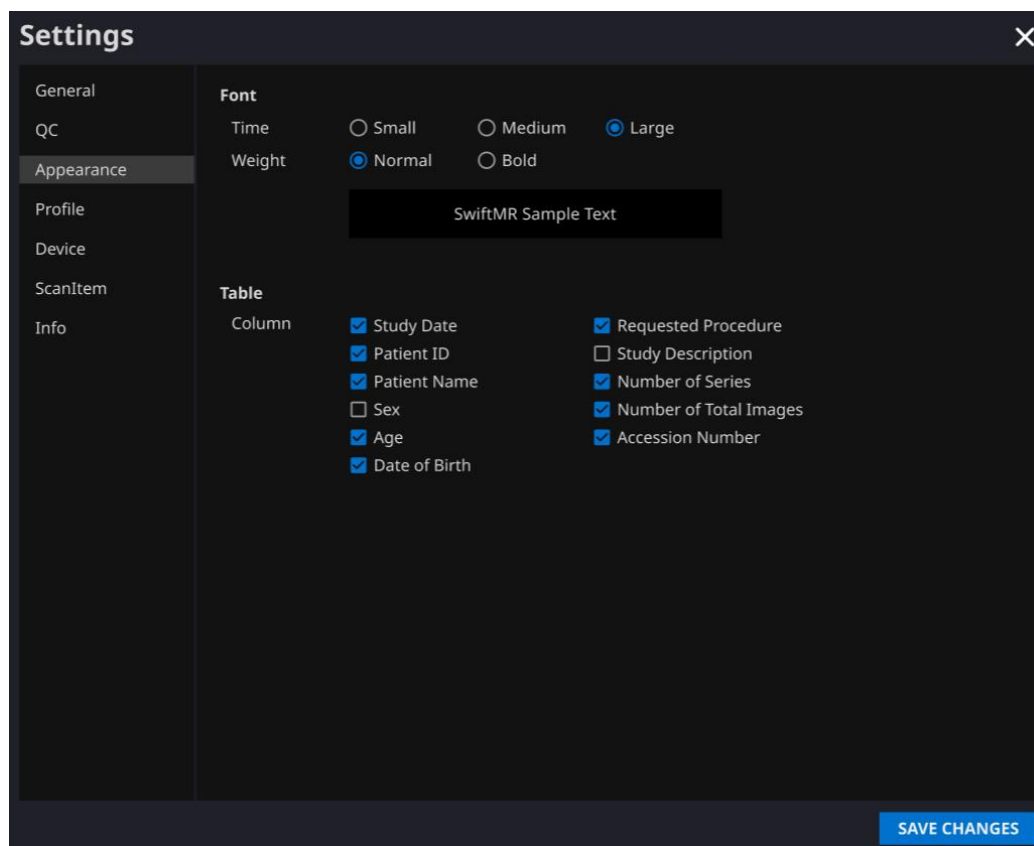 Settings
General
QC
Appearance
Profile
Device
ScanItem
Info
Font
Time Small Medium Large
Weight Normal Bold
SwiftMR Sample Text
Table
Column Study Date Requested Procedure
Patient ID Study Description
Patient Name Number of Series
Sex Number of Total Images
Age Accession Number
Date of Birth
SAVE CHANGES